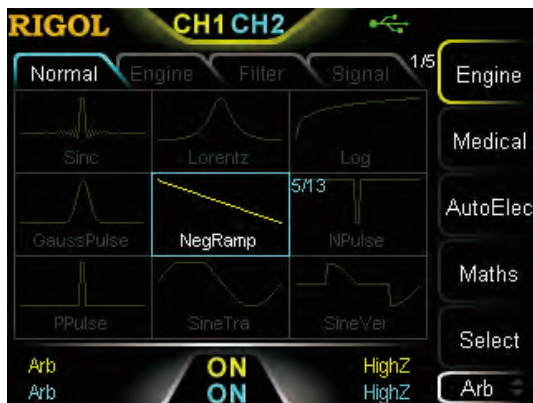 RIGOL CH1 CH2
Normal Engine Filter Signal 1/5
Engine
Sinc Lorentz Log
Medical
5/13
GaussPulse NegRamp NPulse
AutoElec
Maths
PPulse SineTra SineVer
Select
Arb ON HighZ
Arb ON HighZ
Arb